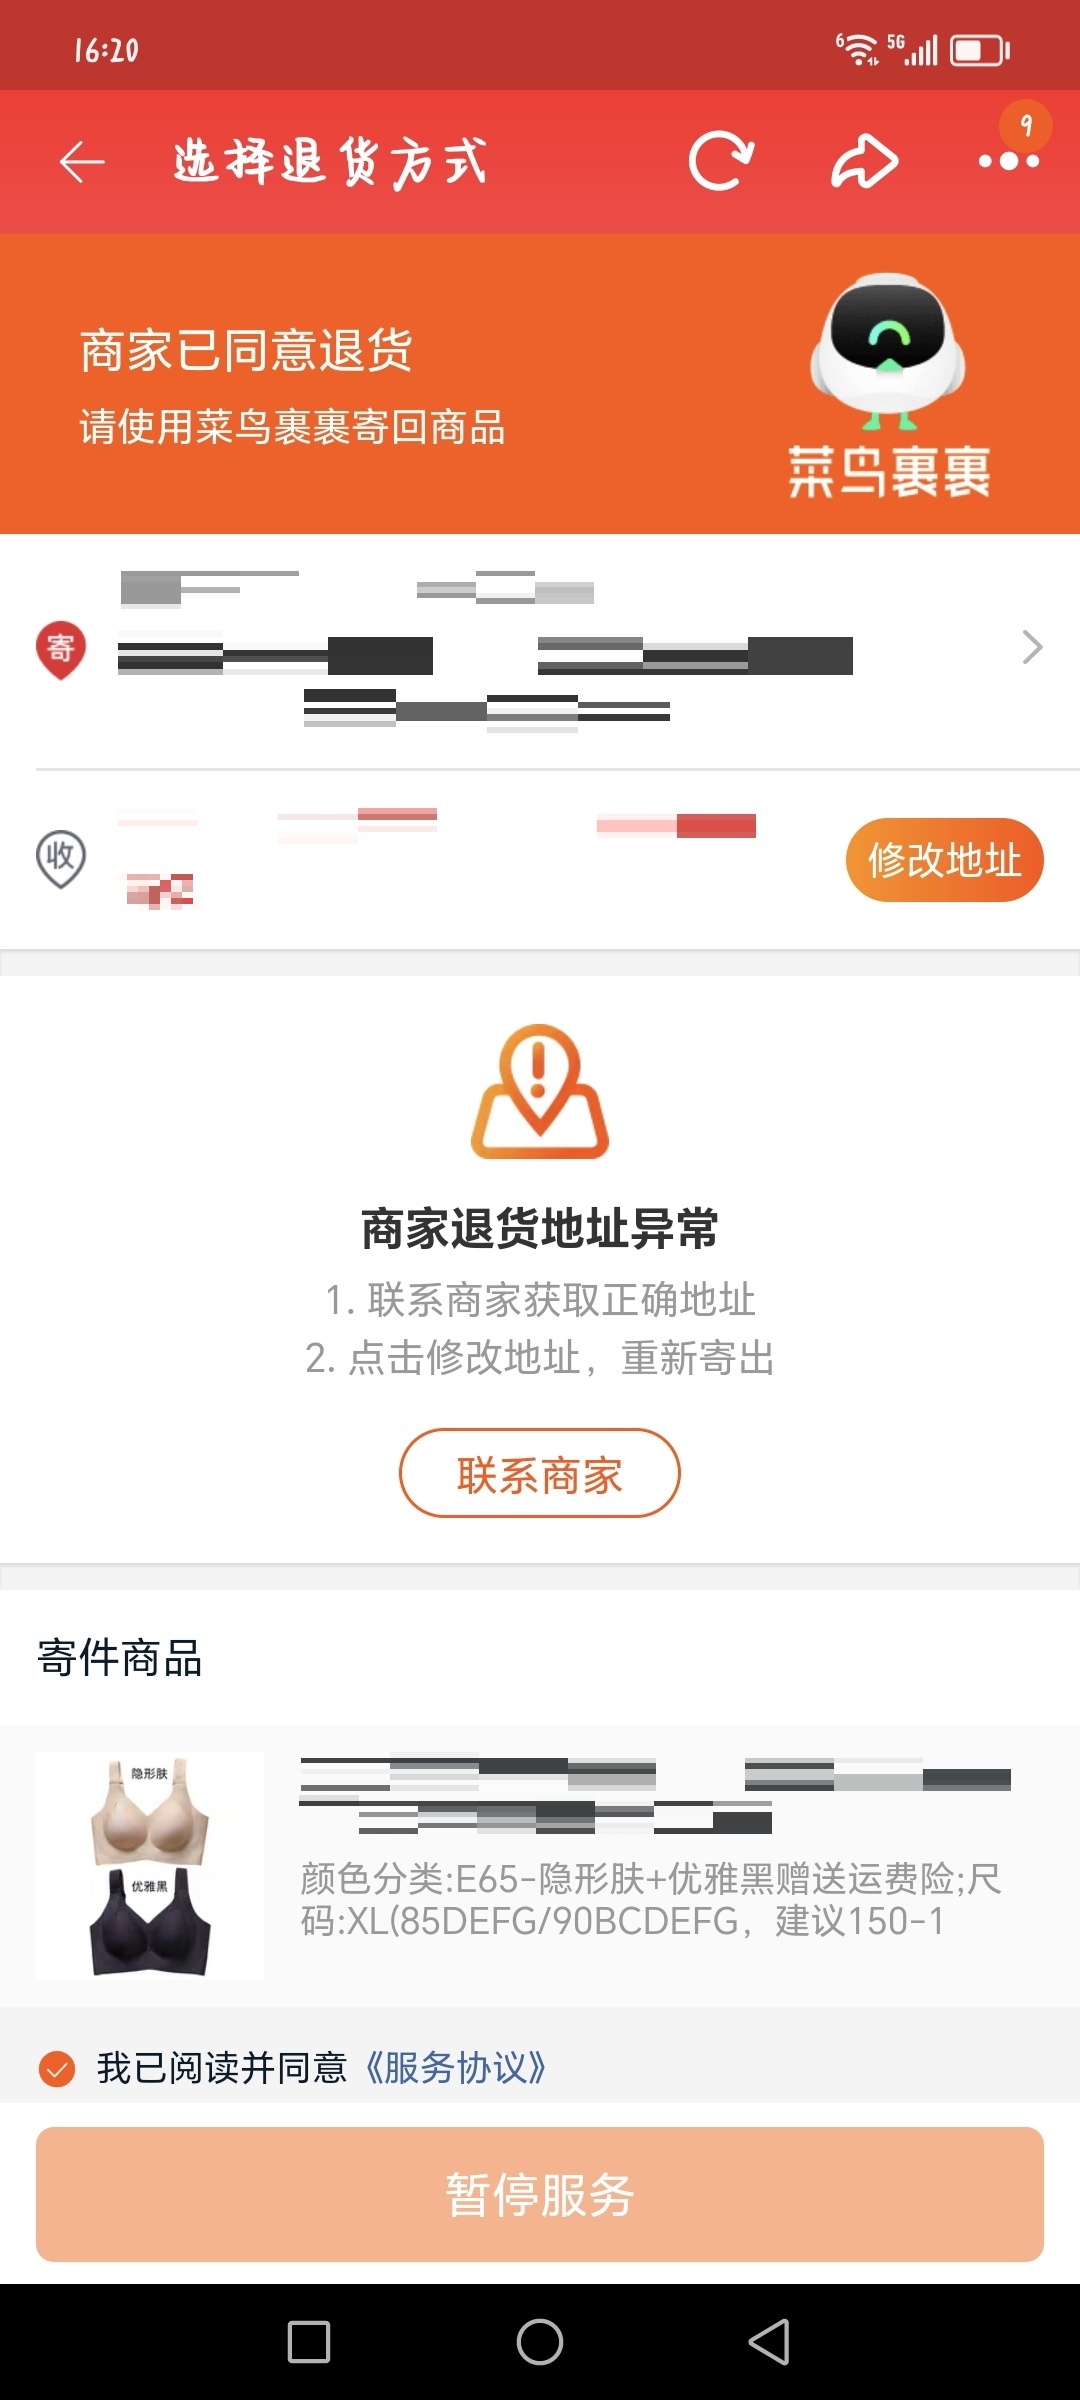 16:20
6
5G
选择退货方式
9
商家已同意退货
请使用菜鸟裹裹寄回商品
菜鸟裹裹
寄
收
修改地址
商家退货地址异常
1. 联系商家获取正确地址
2. 点击修改地址，重新寄出
联系商家
寄件商品
隐形肤
优雅黑
颜色分类:E65-隐形肤+优雅黑赠送运费险;尺
码:XL(85DEFG/90BCDEFG，建议150-1
我已阅读并同意《服务协议》
暂停服务